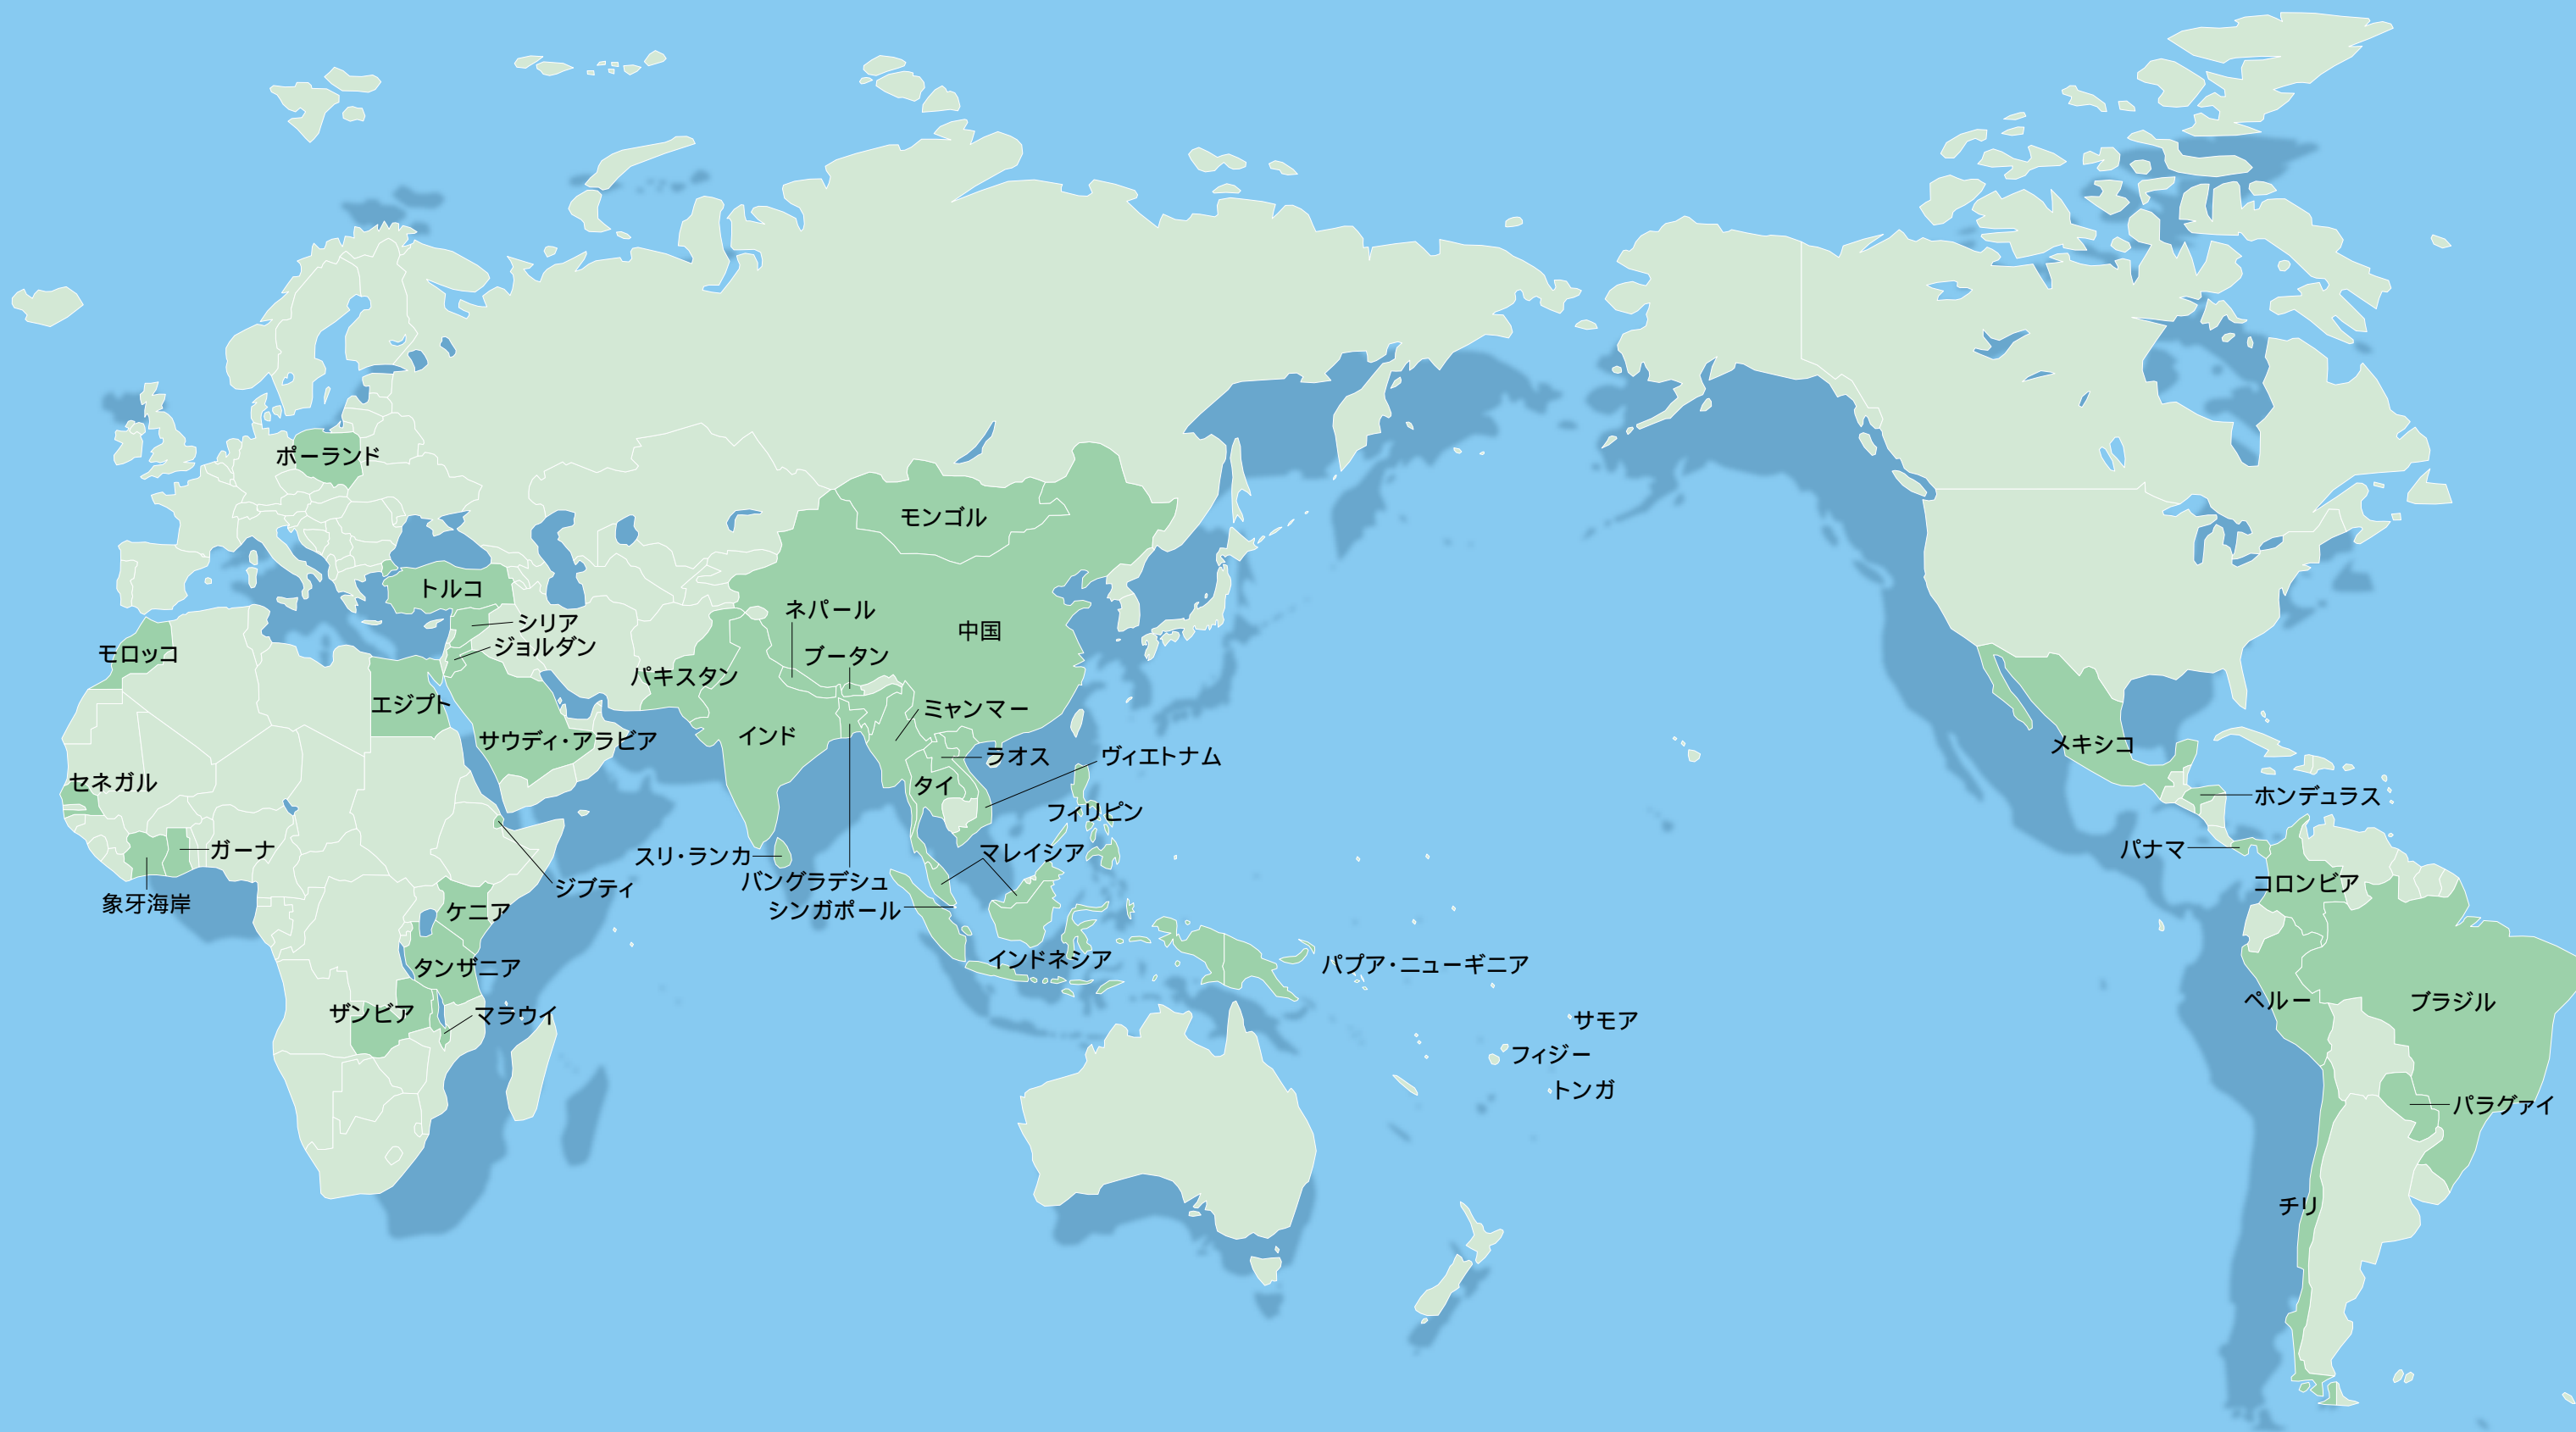 ポーランド
モンゴル
トルコ
シリア
ジョルダン
モロッコ
エジプト
サウディ・アラビア
セネガル
ガーナ
象牙海岸
ジブティ
ケニア
タンザニア
ザンビア
マラウイ
ネパール
ブータン
中国
パキスタン
インド
ミャンマー
ラオス
ヴィエトナム
タイ
フィリピン
スリ・ランカ
マレイシア
バングラデシュ
シンガポール
インドネシア
パプア・ニューギニア
サモア
フィジー
トンガ
メキシコ
ホンデュラス
パナマ
コロンビア
ペルー
ブラジル
パラグァイ
チリ